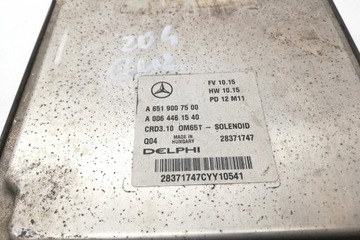 204
FV 10.15
HW 10.15
PD 12 M11
A 651 900 75 00
A 006 446 15 40
CRD3.10 OM651 - SOLENOID
Q04 MADE IN HUNGARY 28371747
DELPHI
28371747CYY10541